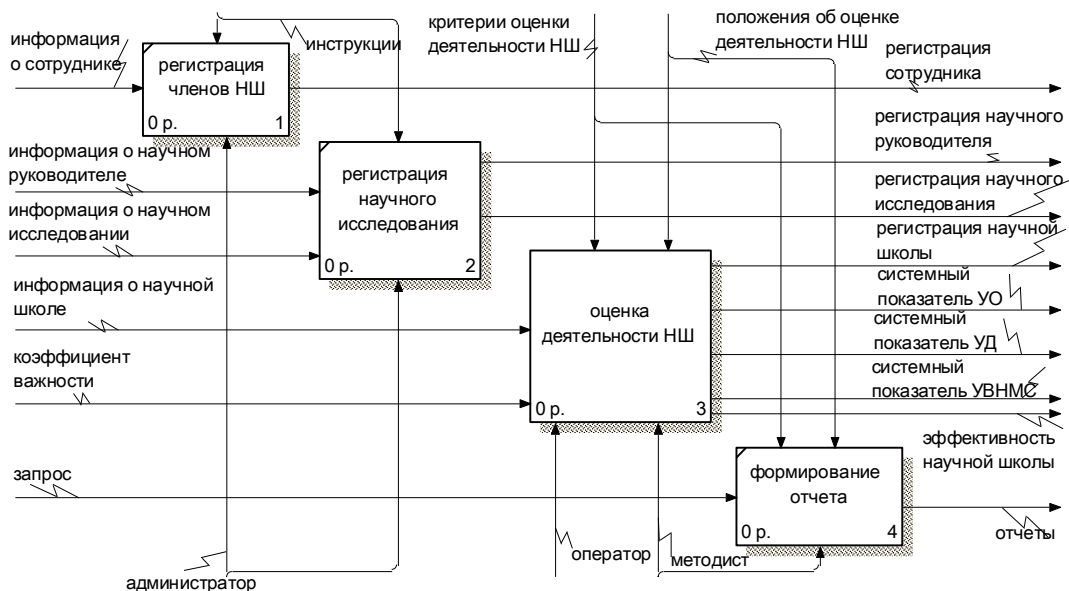 информация
о сотруднике
регистрация
членов НШ
0 р.
1
инструкции
критерии оценки
деятельности НШ
положения об оценке
деятельности НШ
регистрация
сотрудника
информация о научном
руководителе
информация о научном
исследовании
регистрация
научного
исследования
0 р.
2
регистрация научного
руководителя
регистрация научного
исследования
регистрация научной
школы
информация о научной
школе
коэффициент
важности
оценка
деятельности НШ
0 р.
3
системный
показатель УО
системный
показатель УД
системный
показатель УВНМС
эффективность
научной школы
запрос
формирование
отчета
0 р.
4
отчеты
администратор
оператор
методист